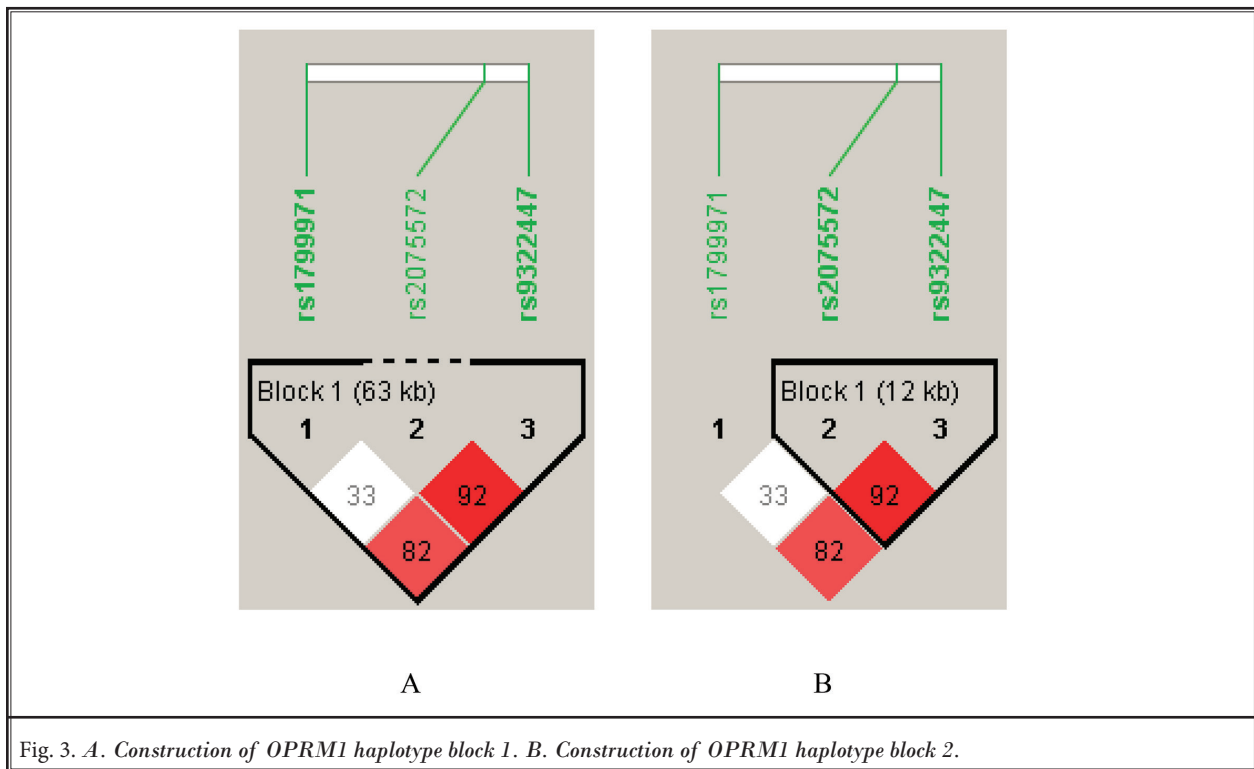 rs1799971
rs2075572
rs9322447
Block 1 (63 kb)
1 2 3
33 92
82
A
rs1799971
rs2075572
rs9322447
Block 1 (12 kb)
1 2 3
33 92
82
B
Fig. 3. A. Construction of OPRM1 haplotype block 1. B. Construction of OPRM1 haplotype block 2.